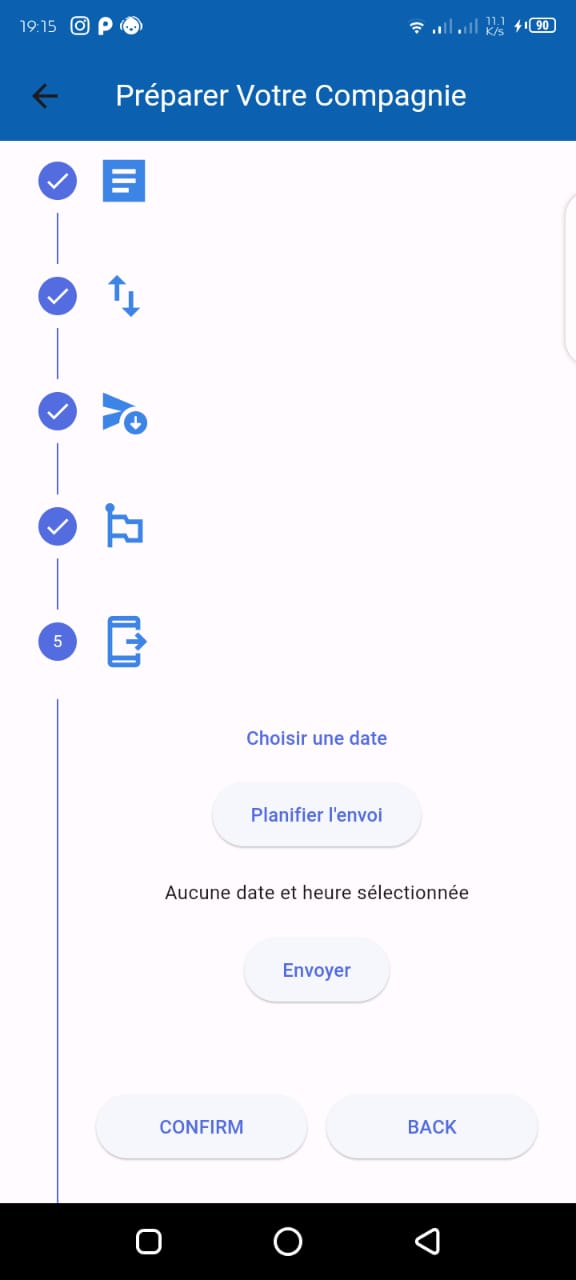 19:15
11.1
K/s
90
Préparer Votre Compagnie
5
Choisir une date
Planifier l'envoi
Aucune date et heure sélectionnée
Envoyer
CONFIRM
BACK